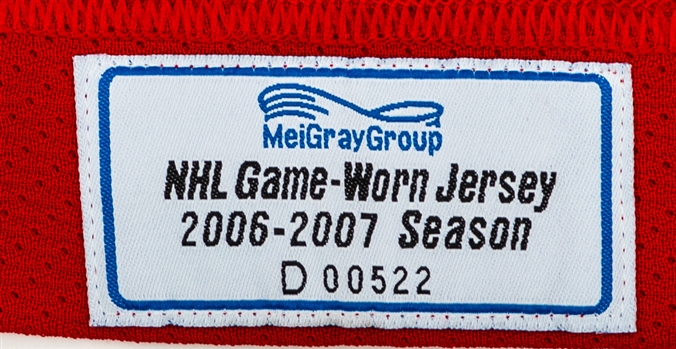 MeiGrayGroup
NHL Game-Worn Jersey
2006-2007 Season
D 00522